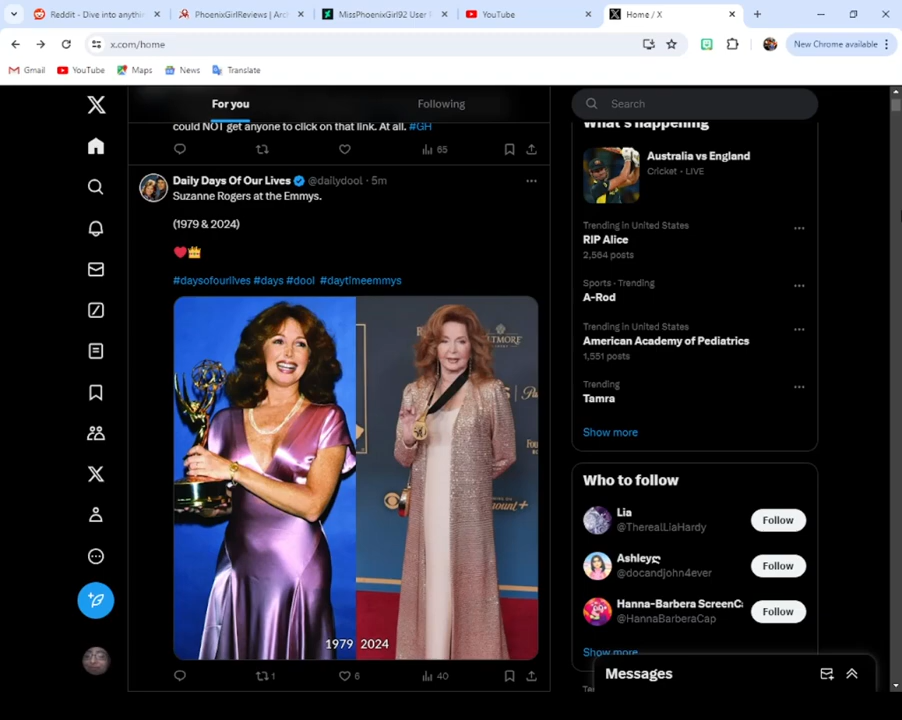 Reddit - Dive into anythin
PhoenixGirlReviews | Arc
MissPhoenixGirl92 User F
YouTube
Home / X
x.com/home
New Chrome available
Gmail
YouTube
Maps
News
Translate
For you
Following
Search
could NOT get anyone to click on that link. At all. #GH
65
Daily Days Of Our Lives @dailydool · 5m
Suzanne Rogers at the Emmys.
(1979 & 2024)
#daysofourlives #days #dool #daytimeemmys
1979 2024
1
6
40
What's happening
Australia vs England
Cricket · LIVE
Trending in United States
RIP Alice
2,564 posts
Sports · Trending
A-Rod
Trending in United States
American Academy of Pediatrics
1,551 posts
Trending
Tamra
Show more
Who to follow
Lia
@TherealLiaHardy
Follow
Ashley
@docandjohn4ever
Follow
Hanna-Barbera ScreenCa
@HannaBarberaCap
Follow
Show more
Messages